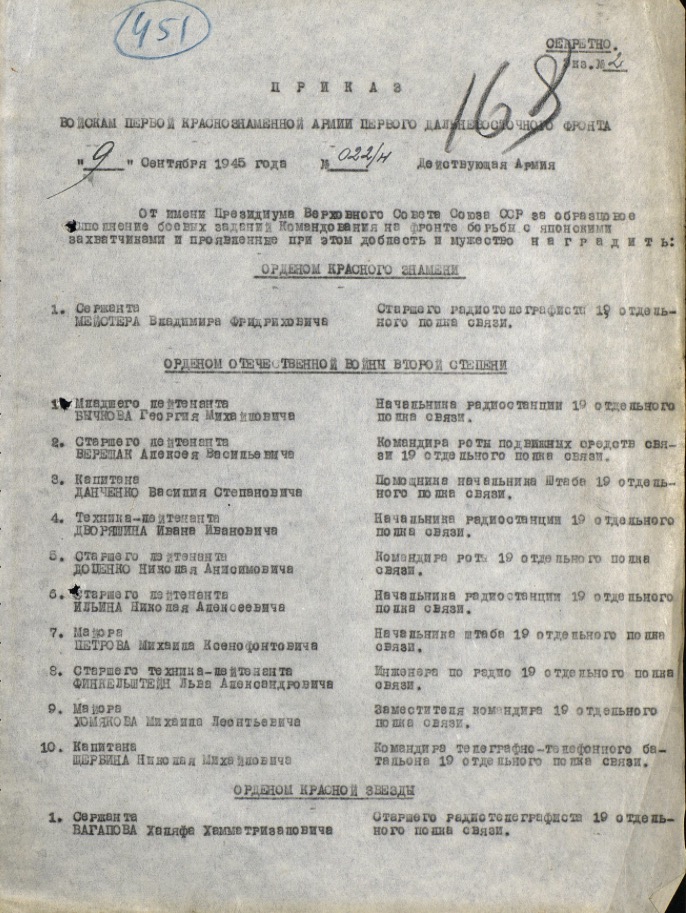 451
СЕКРЕТНО.
Экз.№ 2
168
П Р И К А З
ВОЙСКАМ ПЕРВОЙ КРАСНОЗНАМЕННОЙ АРМИИ ПЕРВОГО ДАЛЬНЕВОСТОЧНОГО ФРОНТА
" 9 " Сентября 1945 года № 022/н Действующая Армия
От имени Президиума Верховного Совета Союза ССР за образцовое
выполнение боевых заданий Командования на фронте борьбы с японскими
захватчиками и проявленные при этом доблесть и мужество н а г р а д и т ь:
ОРДЕНОМ КРАСНОГО ЗНАМЕНИ
1. Сержанта Старшего радиотелеграфиста 19 отдель-
МЕЙСТЕРА Владимира Фридриховича ного полка связи.
ОРДЕНОМ ОТЕЧЕСТВЕННОЙ ВОЙНЫ ВТОРОЙ СТЕПЕНИ
1. Младшего лейтенанта Начальника радиостанции 19 отдельного
БЫЧКОВА Георгия Михайловича полка связи.
2. Старшего лейтенанта Командира роты подвижных средств свя-
ВЕРЕЩАК Алексея Васильевича зи 19 отдельного полка связи.
3. Капитана Помощника начальника Штаба 19 отдель-
ДАНЧЕНКО Василия Степановича ного полка связи.
4. Техника-лейтенанта Начальника радиостанции 19 отдельного
ДВОРЯШИНА Ивана Ивановича полка связи.
5. Старшего лейтенанта Командира роты 19 отдельного полка
ДОЦЕНКО Николая Анисимовича связи.
6. Старшего лейтенанта Начальника радиостанции 19 отдельного
ИЛЬИНА Николая Алексеевича полка связи.
7. Майора Начальника штаба 19 отдельного полка
ПЕТРОВА Михаила Ксенофонтовича связи.
8. Старшего техника-лейтенанта Инженера по радио 19 отдельного полка
ФИНКЕЛЬШТЕЙН Льва Александровича связи.
9. Майора Заместителя командира 19 отдельного
ХОМЯКОВА Михаила Леонтьевича полка связи.
10. Капитана Командира телеграфно-телефонного ба-
ЩЕРБИНА Николая Михайловича тальона 19 отдельного полка связи.
ОРДЕНОМ КРАСНОЙ ЗВЕЗДЫ
1. Сержанта Старшего радиотелеграфиста 19 отдель-
ВАГАПОВА Халяфа Хамматризаповича ного полка связи.